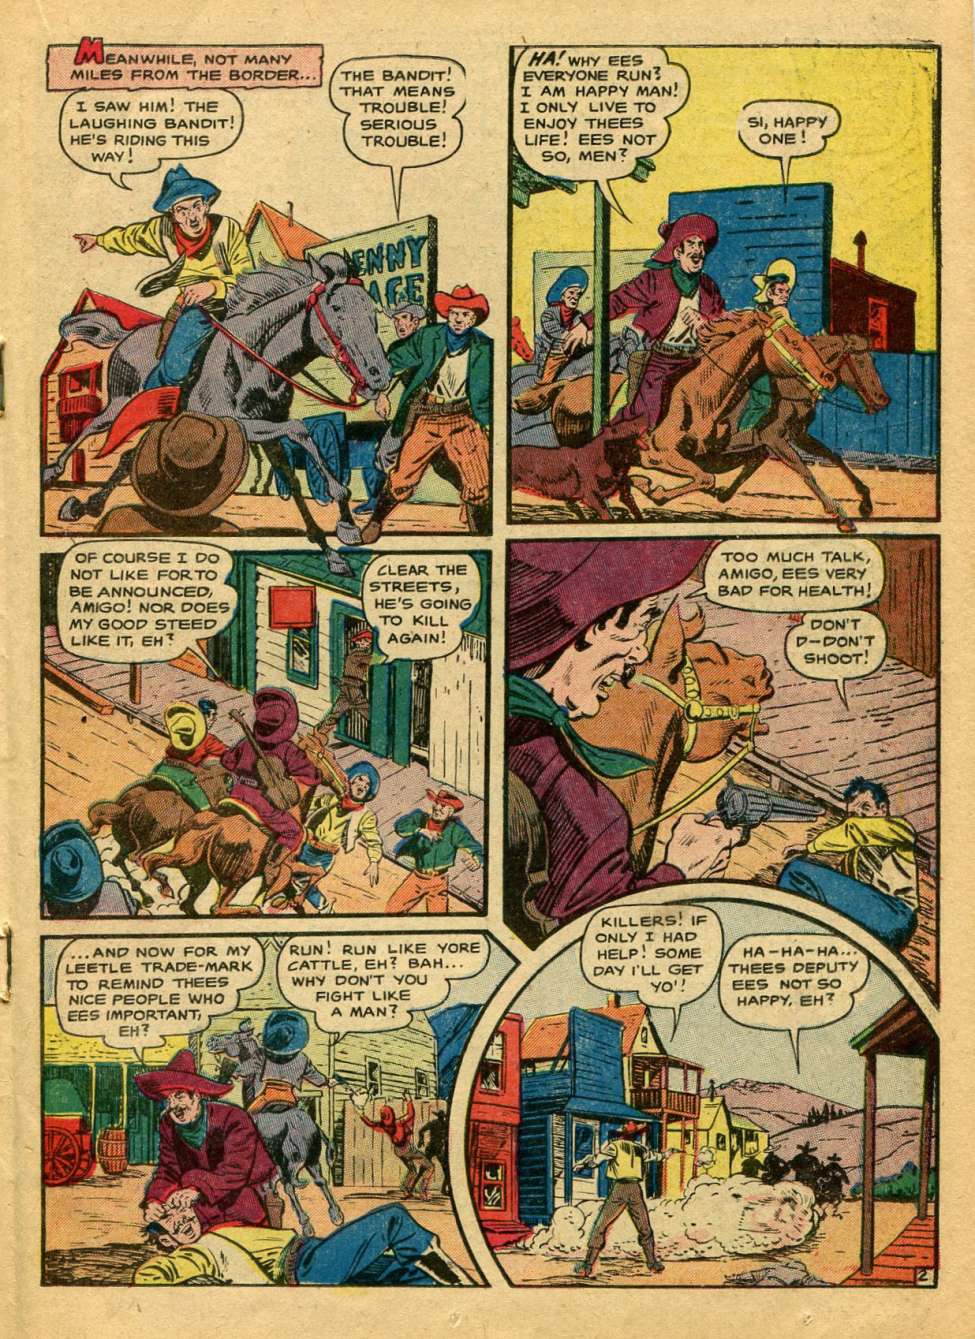 MEANWHILE, NOT MANY
MILES FROM THE BORDER...
I SAW HIM! THE
LAUGHING BANDIT!
HE'S RIDING THIS
WAY!
THE BANDIT!
THAT MEANS
TROUBLE!
SERIOUS
TROUBLE!
ENNY
AGE
HA! WHY EES
EVERYONE RUN?
I AM HAPPY MAN!
I ONLY LIVE TO
ENJOY THEES
LIFE! EES NOT
SO, MEN?
SI, HAPPY
ONE!
OF COURSE I DO
NOT LIKE FOR TO
BE ANNOUNCED,
AMIGO! NOR DOES
MY GOOD STEED
LIKE IT, EH?
CLEAR THE
STREETS,
HE'S GOING
TO KILL
AGAIN!
TOO MUCH TALK,
AMIGO, EES VERY
BAD FOR HEALTH!
DON'T
D-DON'T
SHOOT!
...AND NOW FOR MY
LEETLE TRADE-MARK
TO REMIND THEES
NICE PEOPLE WHO
EES IMPORTANT,
EH?
RUN! RUN LIKE YORE
CATTLE, EH? BAH...
WHY DON'T YOU
FIGHT LIKE
A MAN?
KILLERS! IF
ONLY I HAD
HELP! SOME
DAY I'LL GET
YO'!
HA-HA-HA...
THEES DEPUTY
EES NOT SO
HAPPY, EH?
2